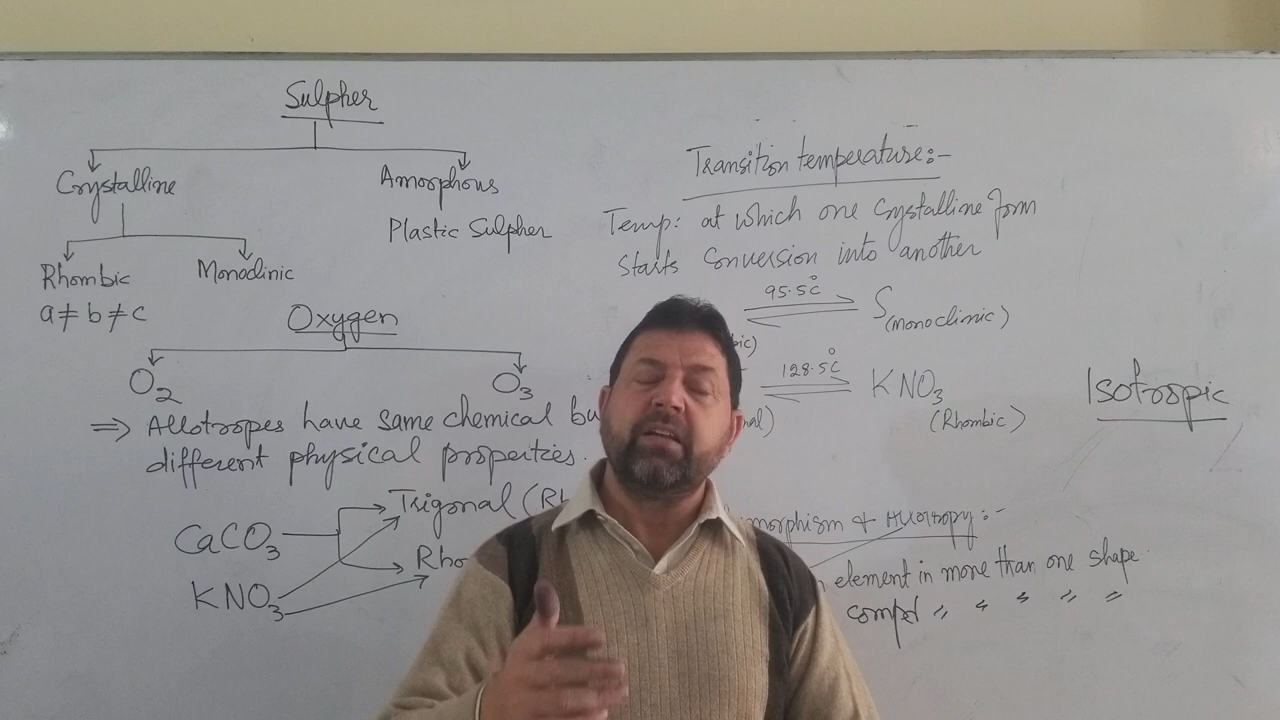 Sulpher
Crystalline
Amorphous
Plastic Sulpher
Rhombic
Monoclinic
a ≠ b ≠ c
Oxygen
O2
O3
⇒ Allotropes have same chemical
different physical properties.
CaCO3
KNO3
Trigonal
Transition temperature:-
Temp: at which one Crystalline form
starts conversion into another
95.5°C
S(monoclinic)
128.5°C
KNO3
(Rhombic)
Isotropic
& Allotropy:-
element in more than one shape
compd " " " " "